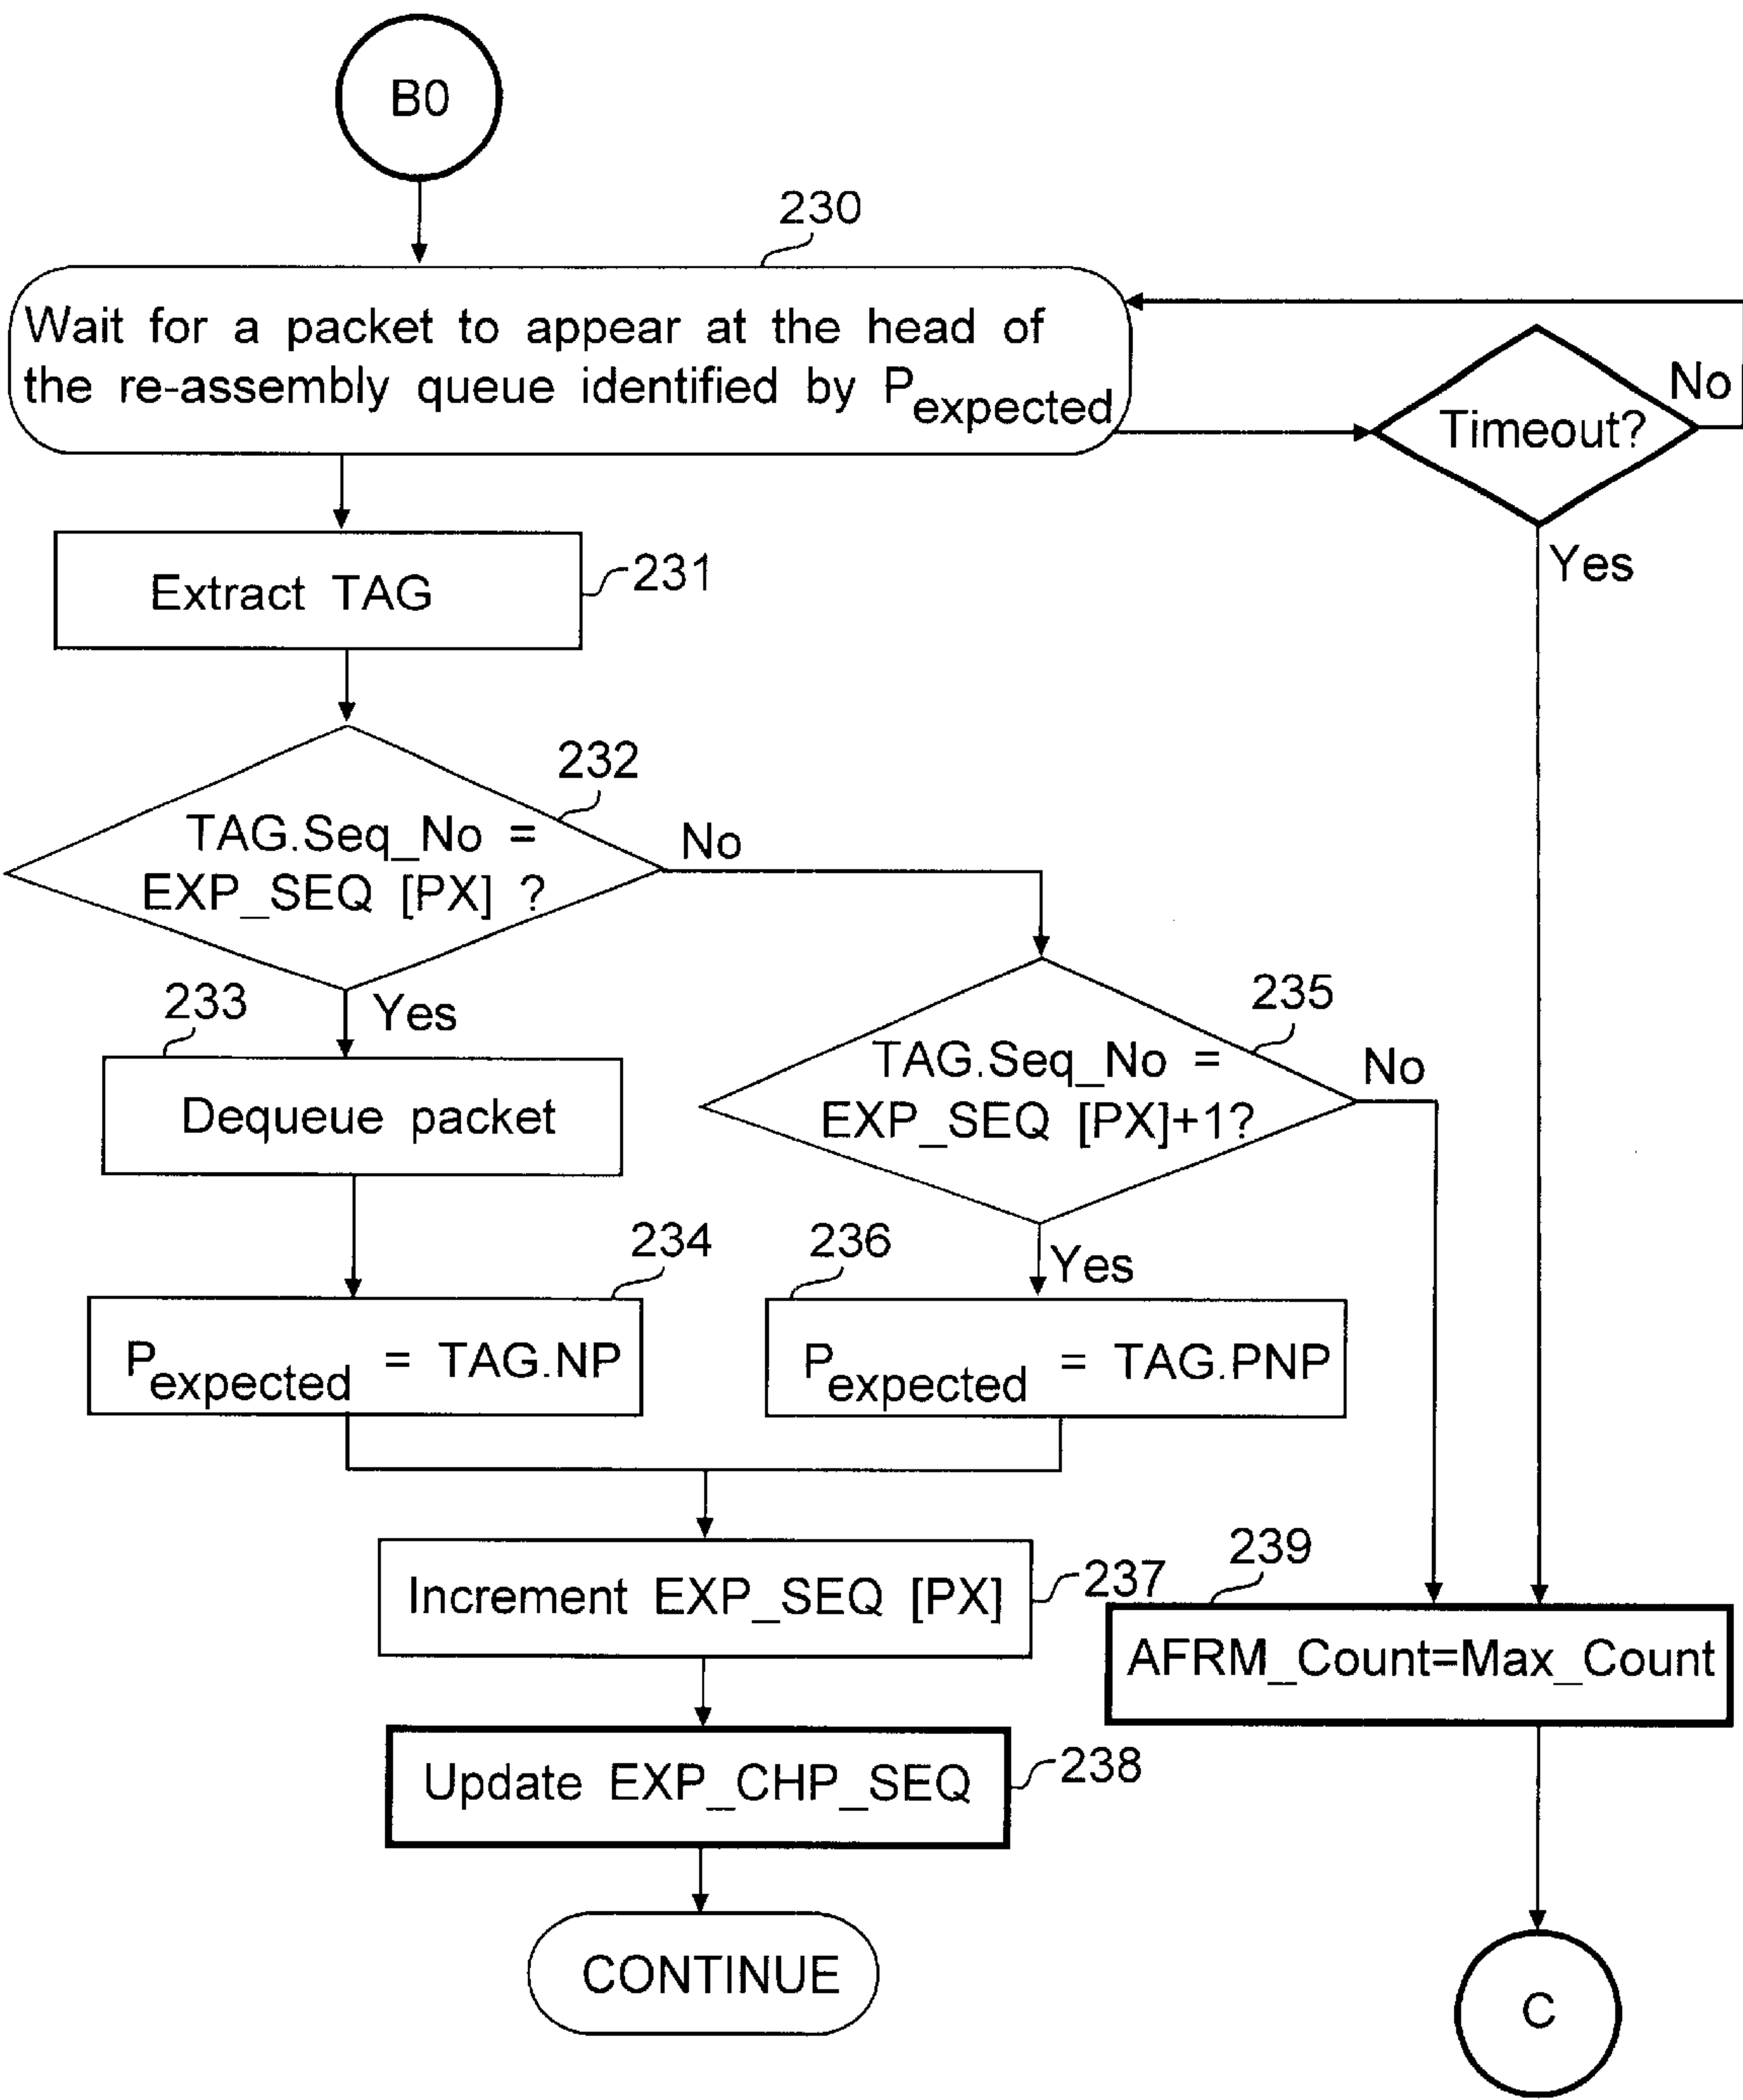 B0
230
Wait for a packet to appear at the head of
the re-assembly queue identified by Pexpected
No
Timeout?
Yes
Extract TAG
231
232
TAG.Seq_No =
EXP_SEQ [PX] ?
No
233
Yes
235
TAG.Seq_No =
EXP_SEQ [PX]+1?
No
Dequeue packet
234
236
Yes
Pexpected = TAG.NP
Pexpected = TAG.PNP
Increment EXP_SEQ [PX]
237
239
AFRM_Count=Max_Count
Update EXP_CHP_SEQ
238
CONTINUE
C